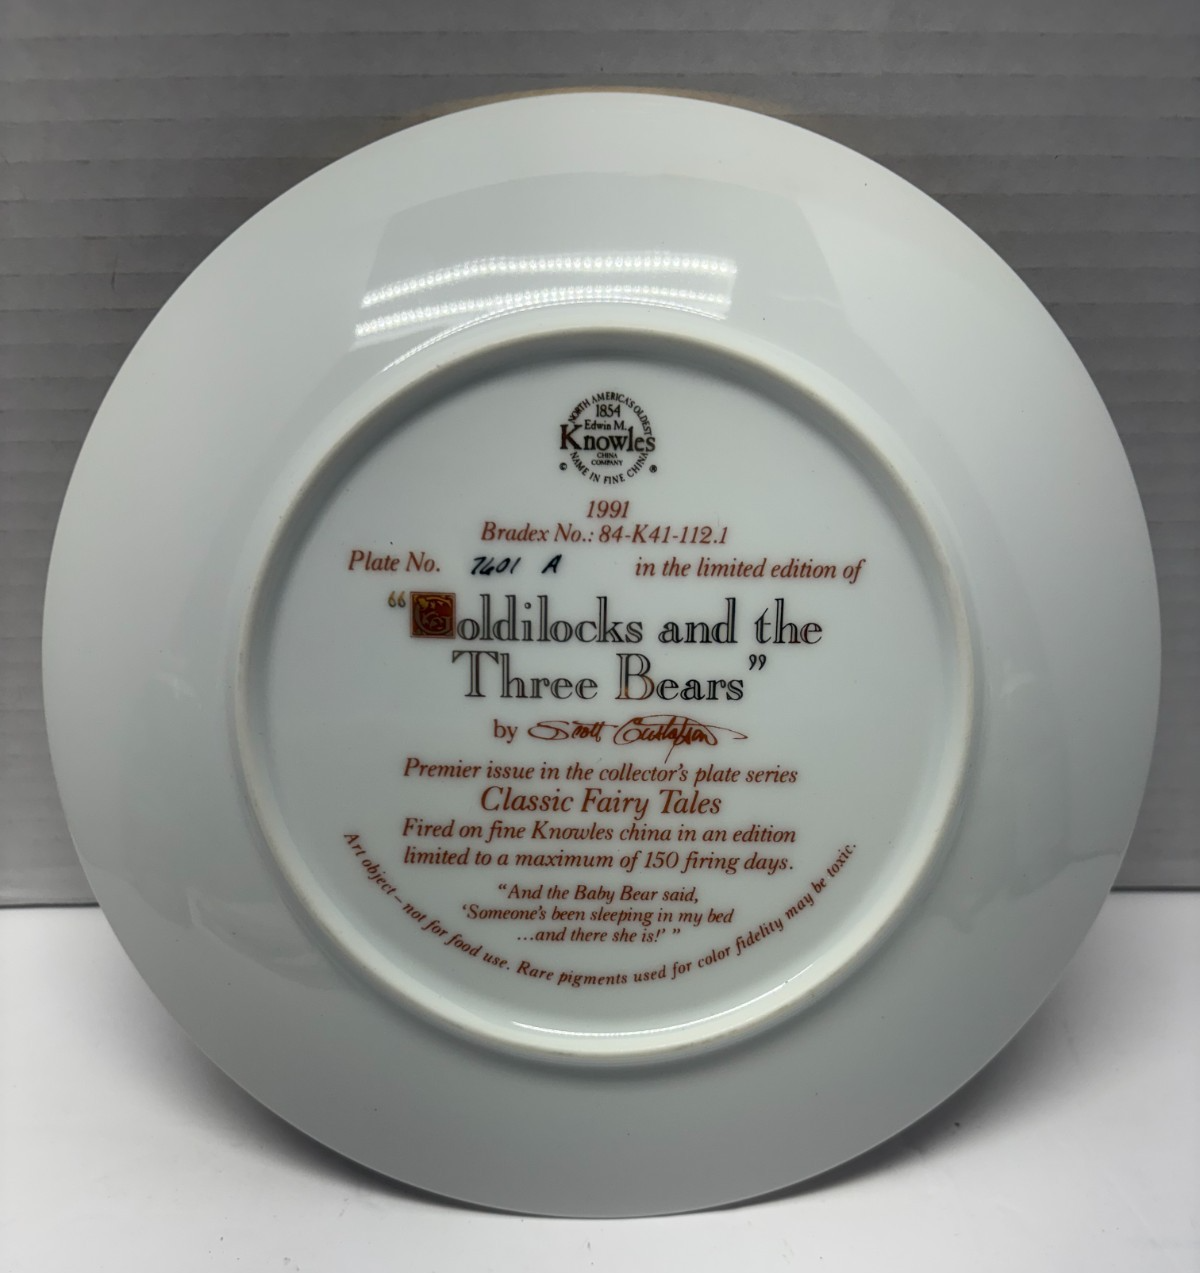 NORTH AMERICA'S OLDEST
1854
Edwin M.
Knowles
CHINA
COMPANY
NAME IN FINE CHINA
© ®
1991
Bradex No.: 84-K41-112.1
Plate No. 7601 A in the limited edition of
“Goldilocks and the
Three Bears”
by Scott Gustafson
Premier issue in the collector's plate series
Classic Fairy Tales
Fired on fine Knowles china in an edition
limited to a maximum of 150 firing days.
“And the Baby Bear said,
‘Someone's been sleeping in my bed
...and there she is!’ ”
Art object – not for food use. Rare pigments used for color fidelity may be toxic.